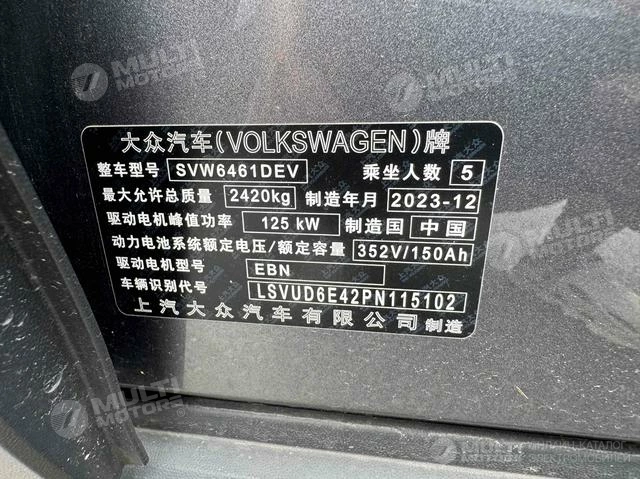 MULTI MOTORS
MULTI MOTORS
大众汽车(VOLKSWAGEN)牌
整车型号 SVW6461DEV 乘坐人数 5
最大允许总质量 2420kg 制造年月 2023-12
驱动电机峰值功率 125 kW 制造国 中国
动力电池系统额定电压/额定容量 352V/150Ah
驱动电机型号 EBN
车辆识别代号 LSVUD6E42PN115102
上汽大众汽车有限公司 制造
MULTI MOTORS
MULTI MOTORS
ОНЛАЙН-КАТАЛОГ